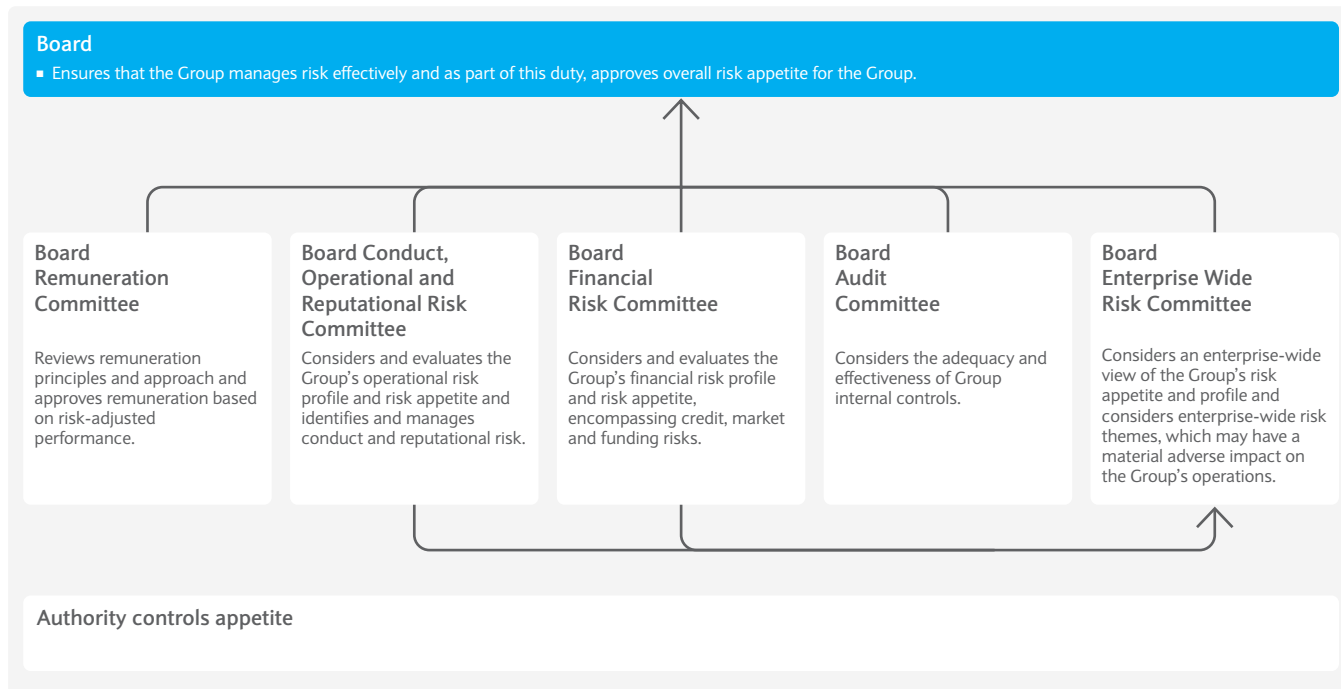 Board
▪ Ensures that the Group manages risk effectively and as part of this duty, approves overall risk appetite for the Group.
Board
Remuneration
Committee
Reviews remuneration
principles and approach and
approves remuneration based
on risk-adjusted
performance.
Board Conduct,
Operational and
Reputational Risk
Committee
Considers and evaluates the
Group's operational risk
profile and risk appetite and
identifies and manages
conduct and reputational risk.
Board
Financial
Risk Committee
Considers and evaluates the
Group's financial risk profile
and risk appetite,
encompassing credit, market
and funding risks.
Board
Audit
Committee
Considers the adequacy and
effectiveness of Group
internal controls.
Board
Enterprise Wide
Risk Committee
Considers an enterprise-wide
view of the Group's risk
appetite and profile and
considers enterprise-wide risk
themes, which may have a
material adverse impact on
the Group's operations.
Authority controls appetite